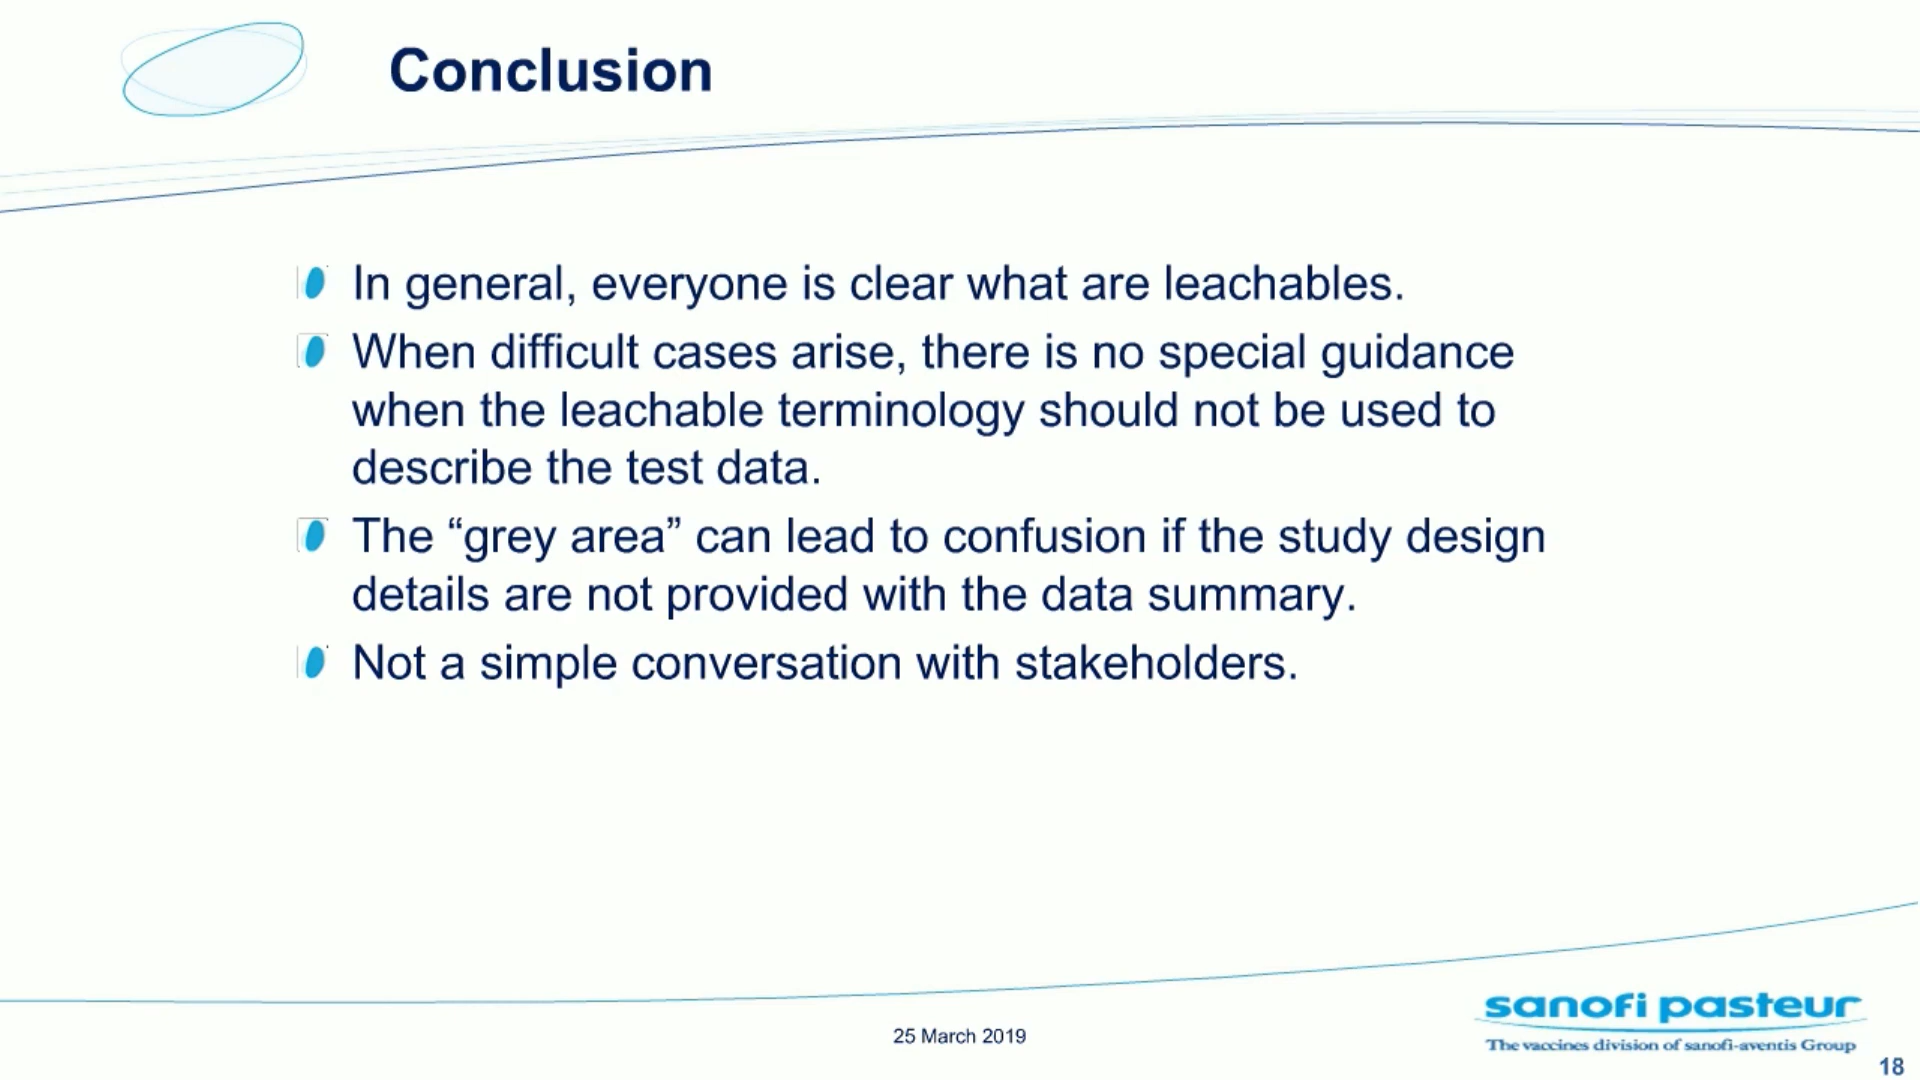 Conclusion
In general, everyone is clear what are leachables.
When difficult cases arise, there is no special guidance
when the leachable terminology should not be used to
describe the test data.
The “grey area” can lead to confusion if the study design
details are not provided with the data summary.
Not a simple conversation with stakeholders.
25 March 2019
sanofi pasteur
The vaccines division of sanofi-aventis Group
18